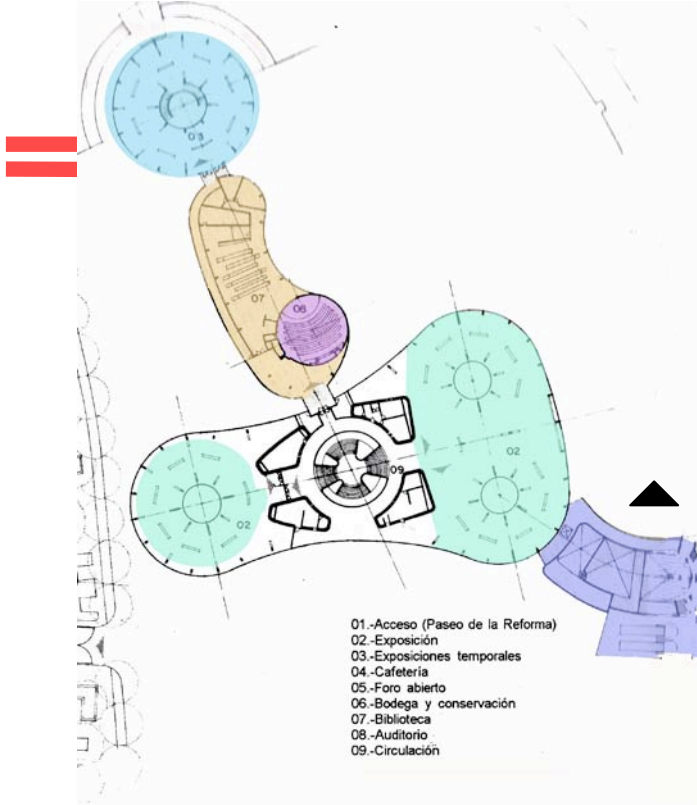 03
07
06
02
09
02
01.-Acceso (Paseo de la Reforma)
02.-Exposición
03.-Exposiciones temporales
04.-Cafetería
05.-Foro abierto
06.-Bodega y conservación
07.-Biblioteca
08.-Auditorio
09.-Circulación